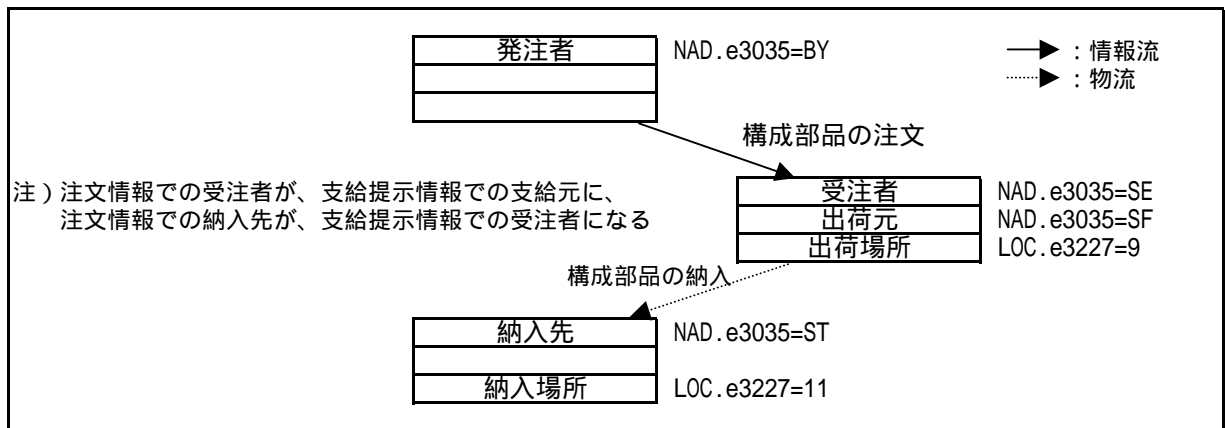 発注者 NAD.e3035=BY
:情報流
:物流
構成部品の注文
注)注文情報での受注者が、支給提示情報での支給元に、
注文情報での納入先が、支給提示情報での受注者になる
受注者 NAD.e3035=SE
出荷元 NAD.e3035=SF
出荷場所 LOC.e3227=9
構成部品の納入
納入先 NAD.e3035=ST
納入場所 LOC.e3227=11